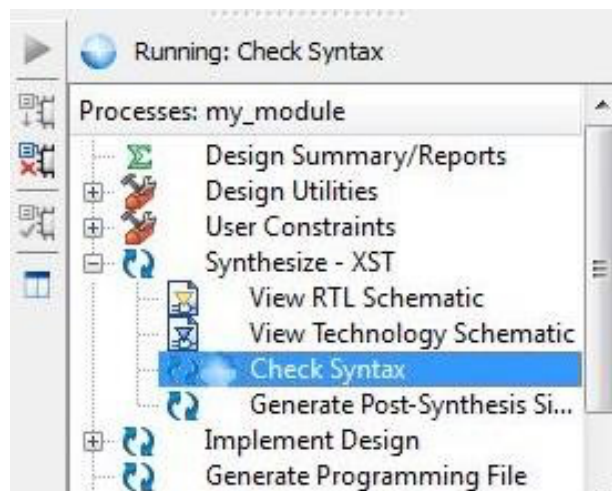 Running: Check Syntax
Processes: my_module
Design Summary/Reports
Design Utilities
User Constraints
Synthesize - XST
View RTL Schematic
View Technology Schematic
Check Syntax
Generate Post-Synthesis Si...
Implement Design
Generate Programming File